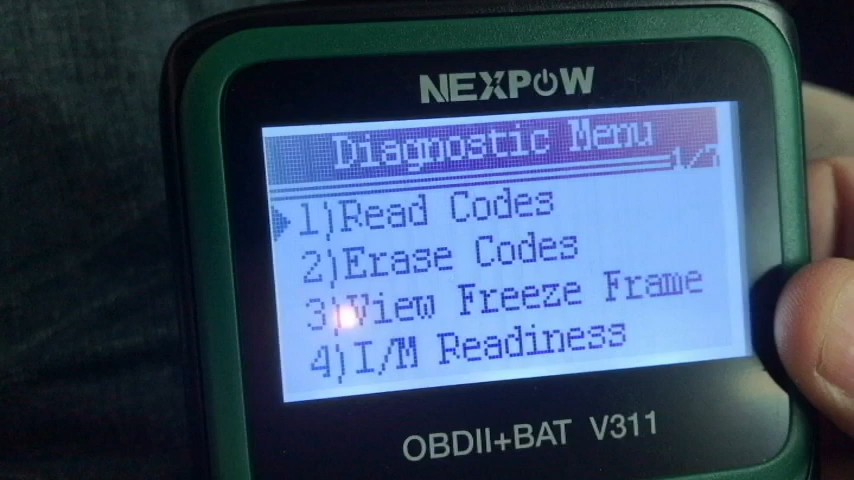 NEXPOW
Diagnostic Menu
1/7
1)Read Codes
2)Erase Codes
3)View Freeze Frame
4)I/M Readiness
OBDII+BAT V311